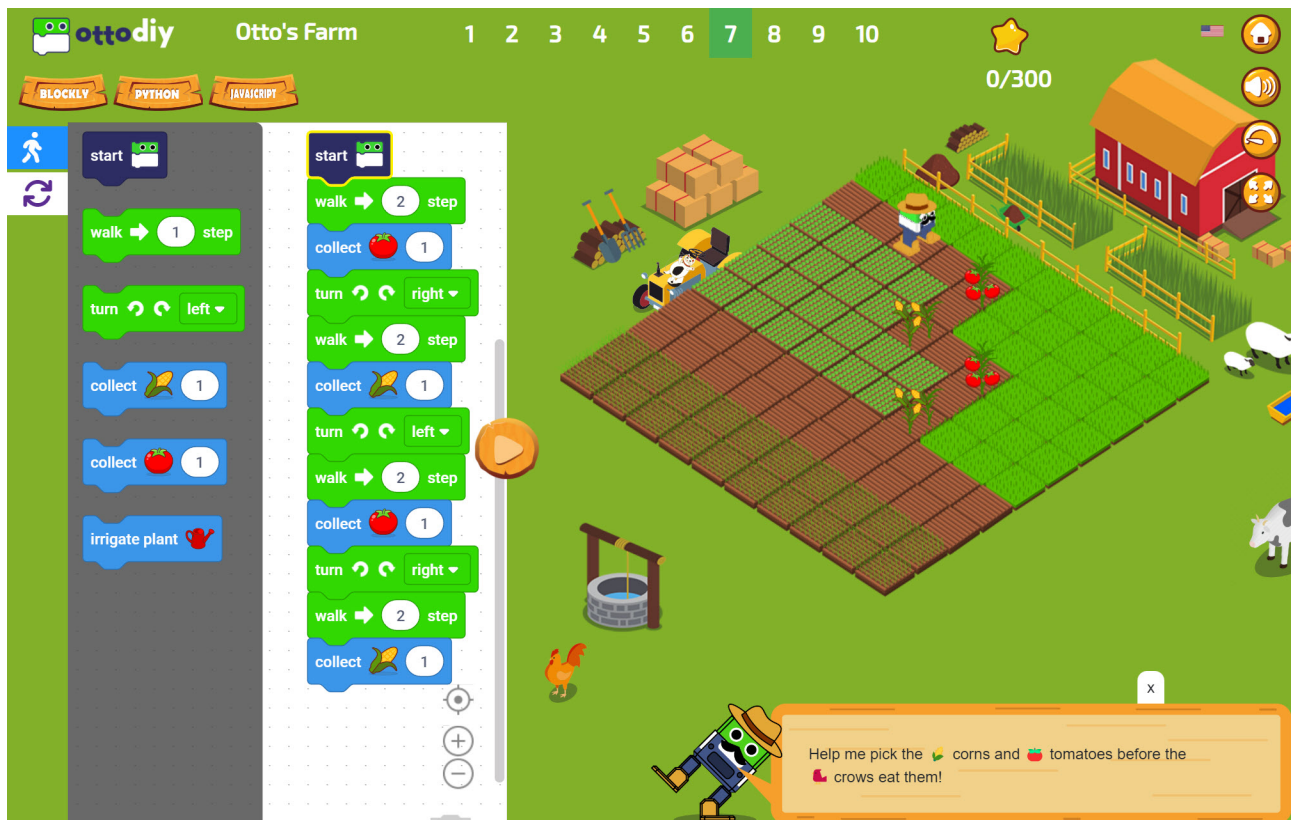 ottodiy
Otto's Farm
1 2 3 4 5 6 7 8 9 10
0/300
BLOCKLY
PYTHON
JAVASCRIPT
start
walk 1 step
turn left
collect 1
collect 1
irrigate plant
start
walk 2 step
collect 1
turn right
walk 2 step
collect 1
turn left
walk 2 step
collect 1
turn right
walk 2 step
collect 1
x
Help me pick the corns and tomatoes before the
crows eat them!